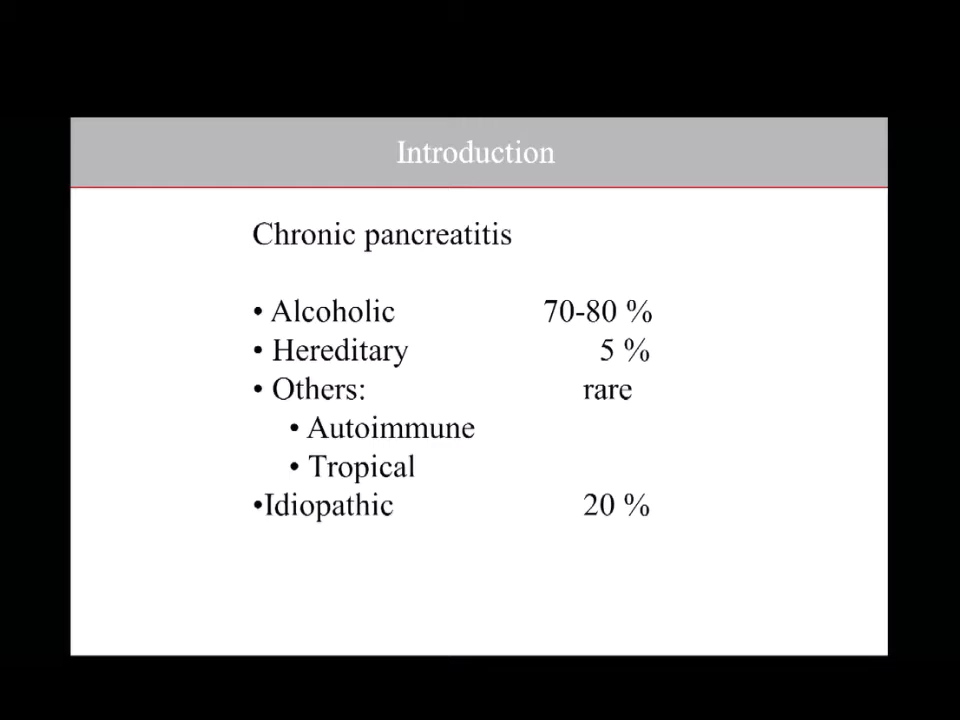 Introduction
Chronic pancreatitis
• Alcoholic 70-80 %
• Hereditary 5 %
• Others: rare
• Autoimmune
• Tropical
•Idiopathic 20 %